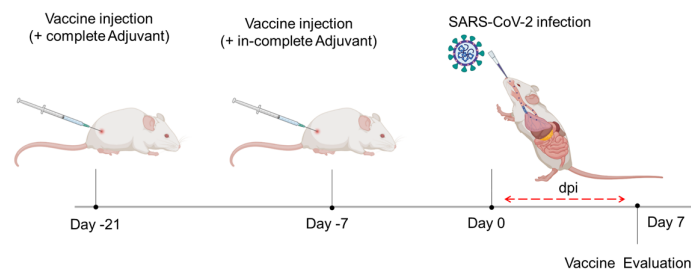 Vaccine injection
(+ complete Adjuvant)
Vaccine injection
(+ in-complete Adjuvant)
SARS-CoV-2 infection
dpi
Day -21
Day -7
Day 0
Day 7
Vaccine Evaluation